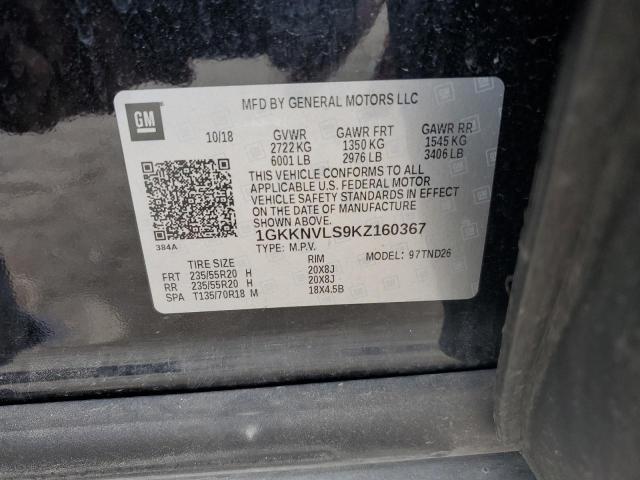 GM
MFD BY GENERAL MOTORS LLC
10/18 GVWR GAWR FRT GAWR RR
2722 KG 1350 KG 1545 KG
6001 LB 2976 LB 3406 LB
THIS VEHICLE CONFORMS TO ALL
APPLICABLE U.S. FEDERAL MOTOR
VEHICLE SAFETY STANDARDS IN EFFECT
ON THE DATE OF MANUFACTURE
SHOWN ABOVE.
384A
1GKKNVLS9KZ160367
TYPE: M.P.V. MODEL: 97TND26
TIRE SIZE RIM
FRT 235/55R20 H 20X8J
RR 235/55R20 H 20X8J
SPA T135/70R18 M 18X4.5B